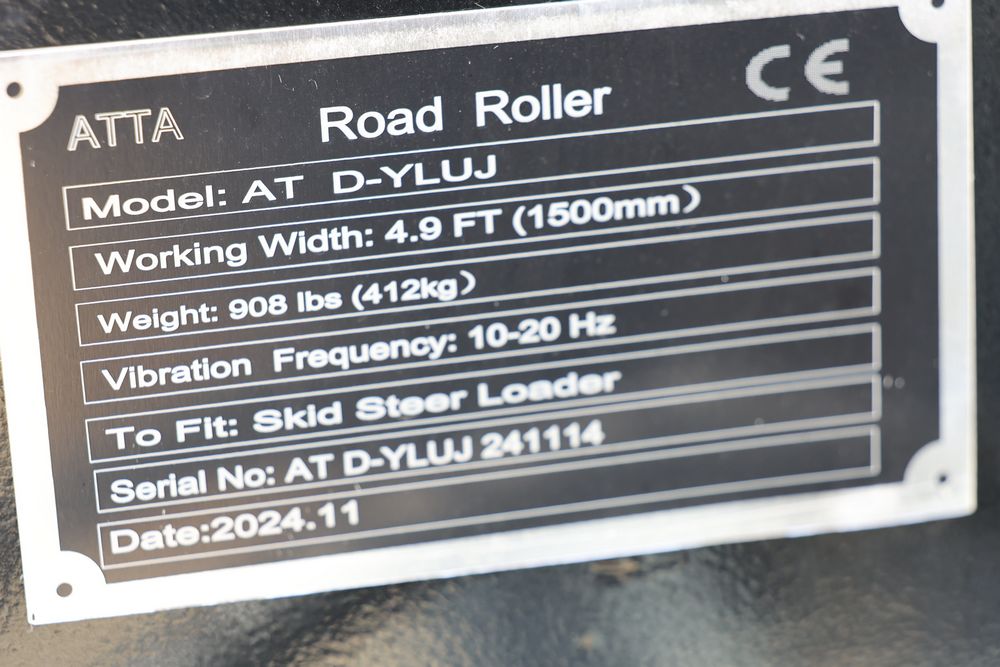 ATTA
Road Roller
CE
Model: AT D-YLUJ
Working Width: 4.9 FT (1500mm）
Weight: 908 lbs (412kg）
Vibration Frequency: 10-20 Hz
To Fit: Skid Steer Loader
Serial No: AT D-YLUJ 241114
Date:2024.11